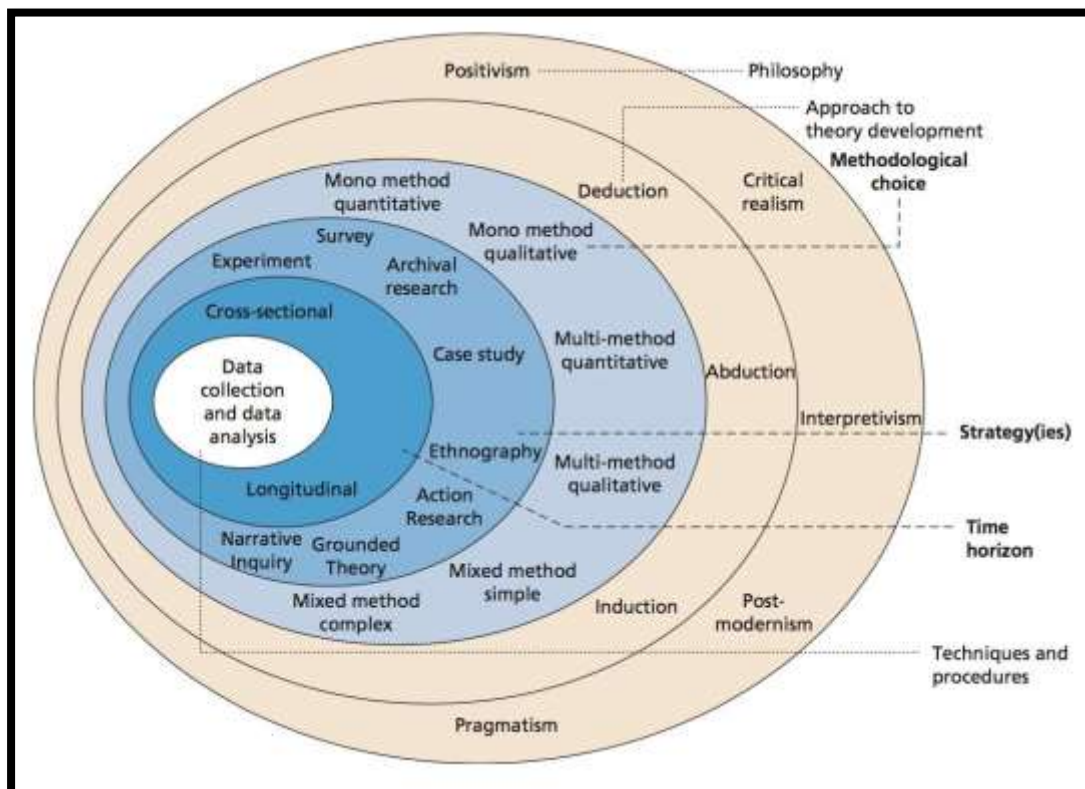 Positivism
Philosophy
Approach to
theory development
Methodological
choice
Deduction
Critical
realism
Mono method
quantitative
Mono method
qualitative
Survey
Experiment
Archival
research
Cross-sectional
Case study
Multi-method
quantitative
Data
collection
and data
analysis
Abduction
Interpretivism
Strategy(ies)
Ethnography
Multi-method
qualitative
Longitudinal
Action
Research
Time
horizon
Narrative
Inquiry
Grounded
Theory
Mixed method
simple
Mixed method
complex
Induction
Post-
modernism
Techniques and
procedures
Pragmatism